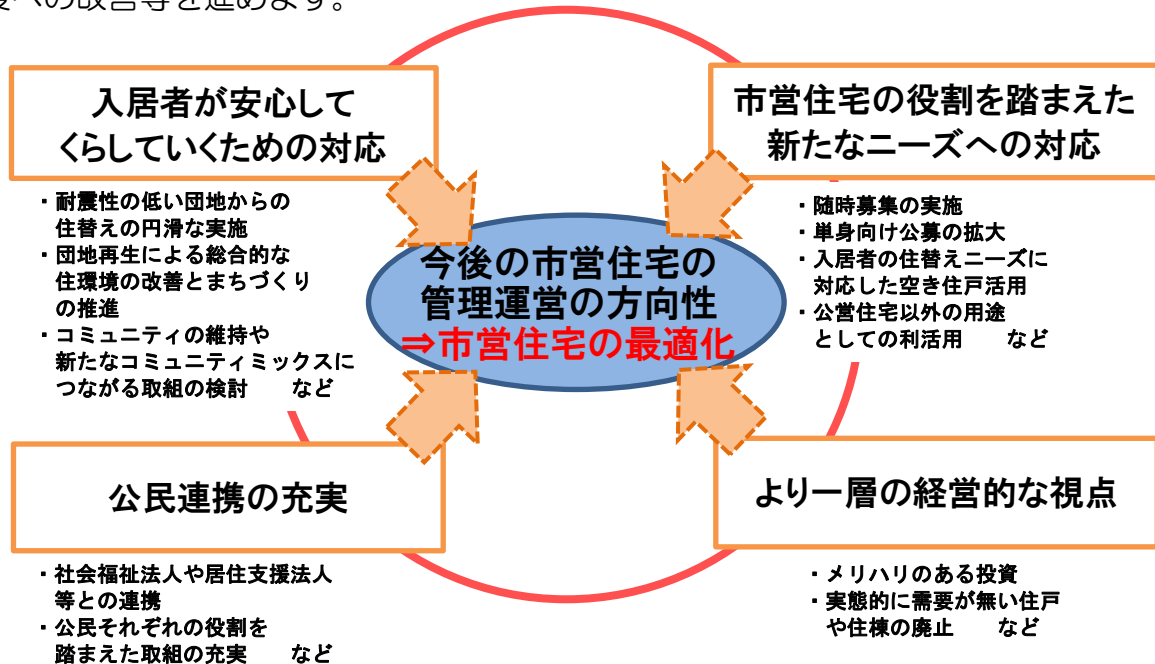 への改善等を進めます。
入居者が安心して
くらしていくための対応
・耐震性の低い団地からの
住替えの円滑な実施
・団地再生による総合的な
住環境の改善とまちづくり
の推進
・コミュニティの維持や
新たなコミュニティミックスに
つながる取組の検討　　など
市営住宅の役割を踏まえた
新たなニーズへの対応
・随時募集の実施
・単身向け公募の拡大
・入居者の住替えニーズに
対応した空き住戸活用
・公営住宅以外の用途
としての利活用　　など
今後の市営住宅の
管理運営の方向性
⇒市営住宅の最適化
公民連携の充実
・社会福祉法人や居住支援法人
等との連携
・公民それぞれの役割を
踏まえた取組の充実　　など
より一層の経営的な視点
・メリハリのある投資
・実態的に需要が無い住戸
や住棟の廃止　　など